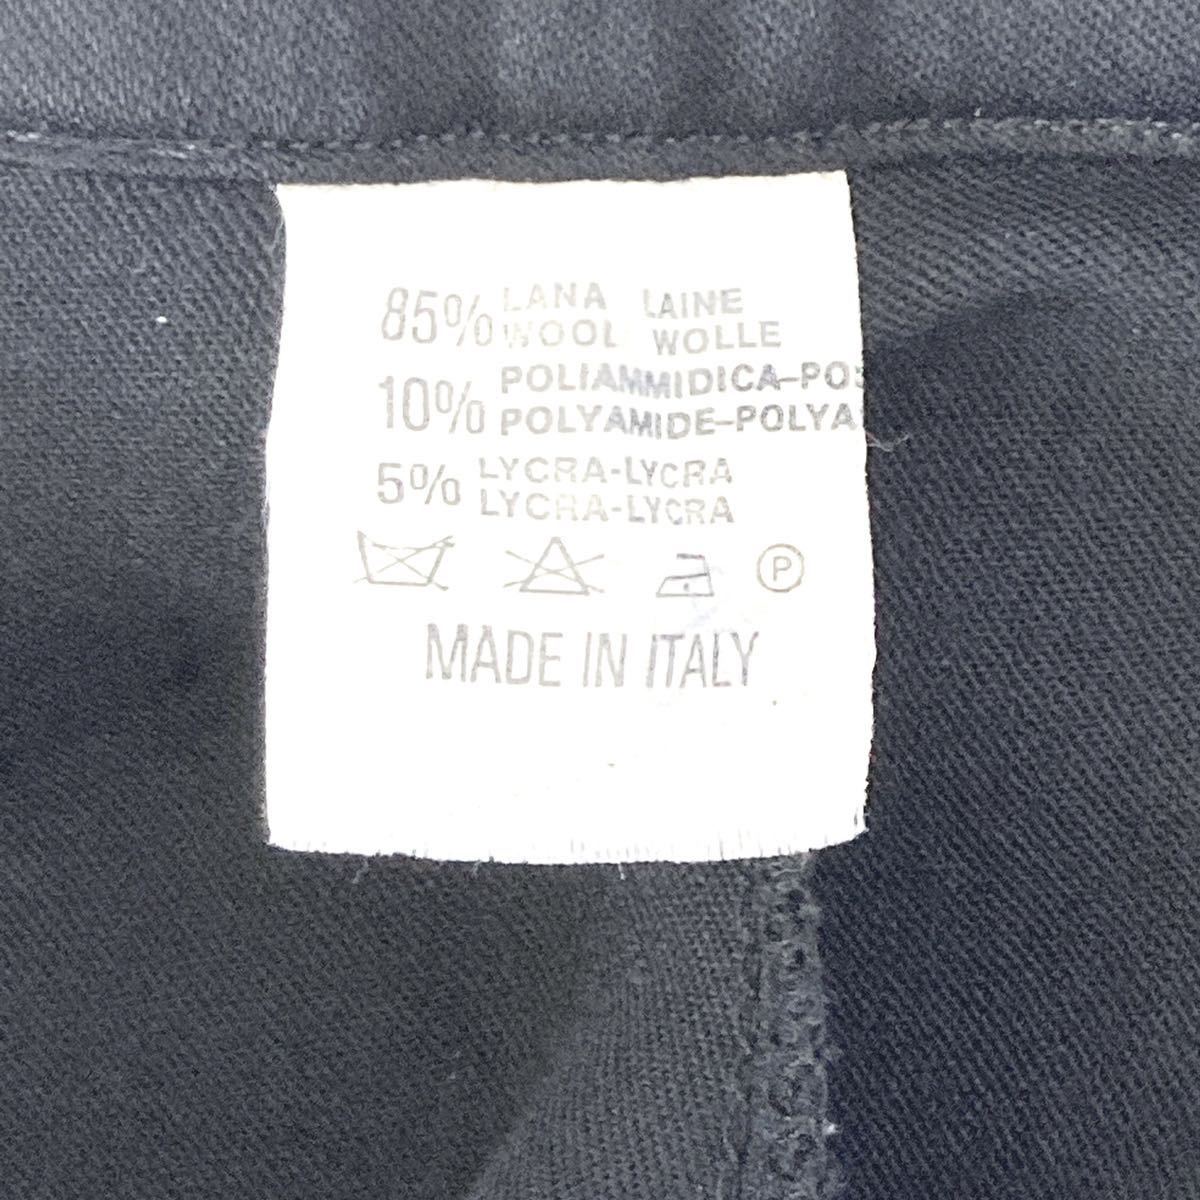 85% LANA LAINE
WOOL WOLLE
10% POLIAMMIDICA-PO
POLYAMIDE-POLYA
5% LYCRA-LYCRA
LYCRA-LYCRA
P
MADE IN ITALY